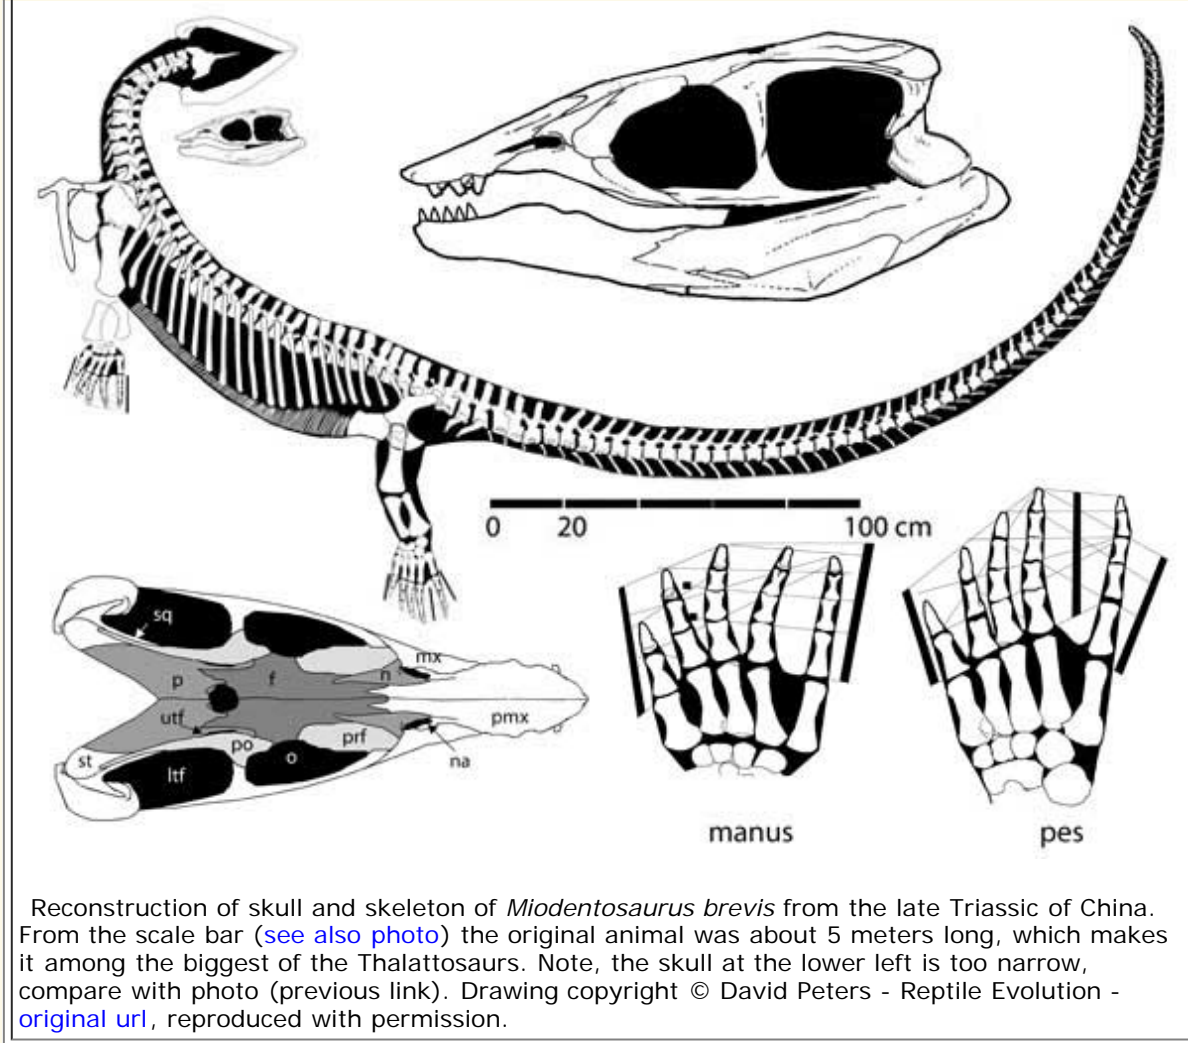 0 20 100 cm
sq
mx
p f n
utf pmx
po prf
st o na
ltf
manus pes
Reconstruction of skull and skeleton of Miodentosaurus brevis from the late Triassic of China.
From the scale bar (see also photo) the original animal was about 5 meters long, which makes
it among the biggest of the Thalattosaurs. Note, the skull at the lower left is too narrow,
compare with photo (previous link). Drawing copyright © David Peters - Reptile Evolution -
original url, reproduced with permission.